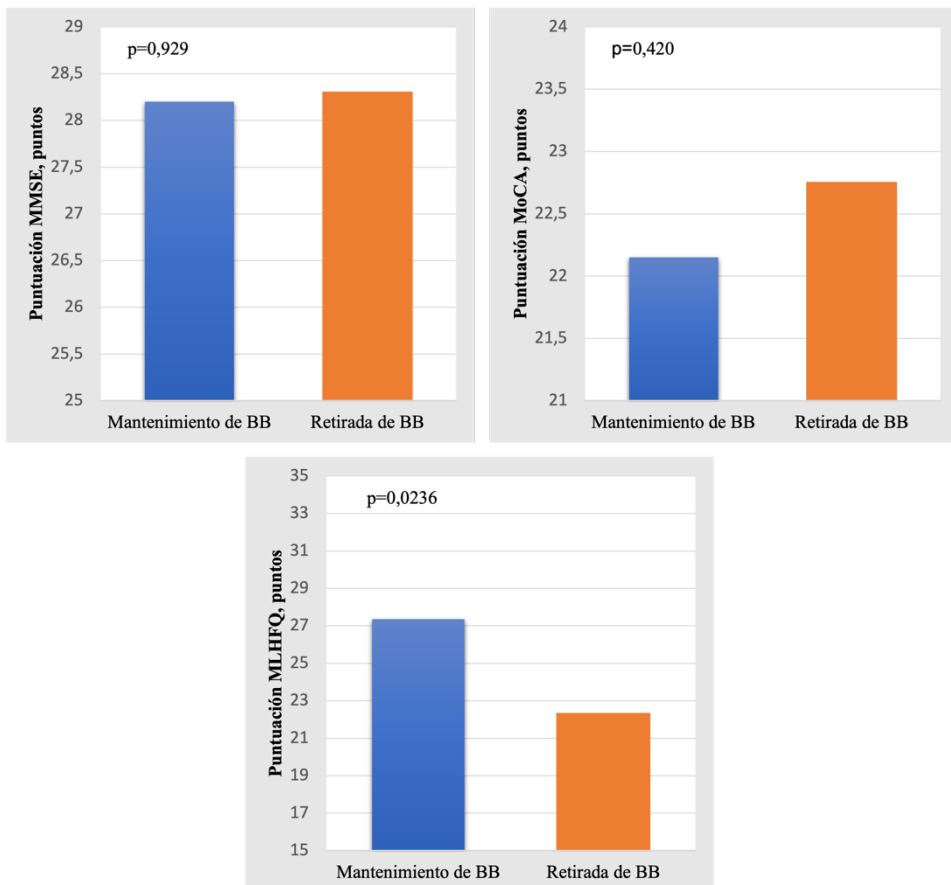 Puntuación MMSE, puntos
p=0,929
29
28,5
28
27,5
27
26,5
26
25,5
25
Mantenimiento de BB
Retirada de BB
Puntuación MoCA, puntos
p=0,420
24
23,5
23
22,5
22
21,5
21
Mantenimiento de BB
Retirada de BB
Puntuación MLHFQ, puntos
p=0,0236
35
33
31
29
27
25
23
21
19
17
15
Mantenimiento de BB
Retirada de BB